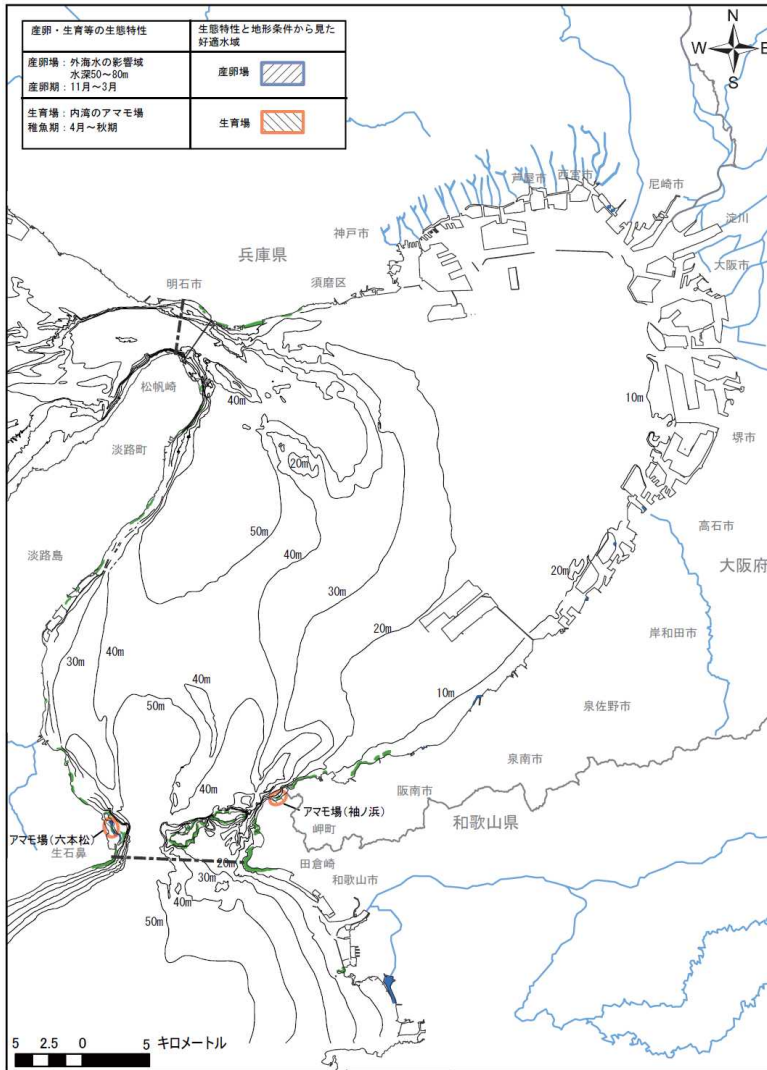 産卵・生育等の生態特性
生態特性と地形条件から見た
好適水域
産卵場：外海水の影響域
水深50～80m
産卵期：11月～3月
産卵場
生育場：内湾のアマモ場
稚魚期：4月～秋期
生育場
N
W
E
S
芦屋市
西宮市
尼崎市
神戸市
淀川
兵庫県
大阪市
明石市
須磨区
松帆崎
40m
10m
淡路町
20m
堺市
50m
高石市
淡路島
40m
大阪府
20m
30m
岸和田市
20m
30m
40m
40m
10m
50m
泉佐野市
泉南市
40m
阪南市
アマモ場(袖ノ浜)
和歌山県
アマモ場(六本松)
岬町
生石鼻
20m
田倉崎
30m
和歌山市
40m
50m
5 2.5 0 5 キロメートル